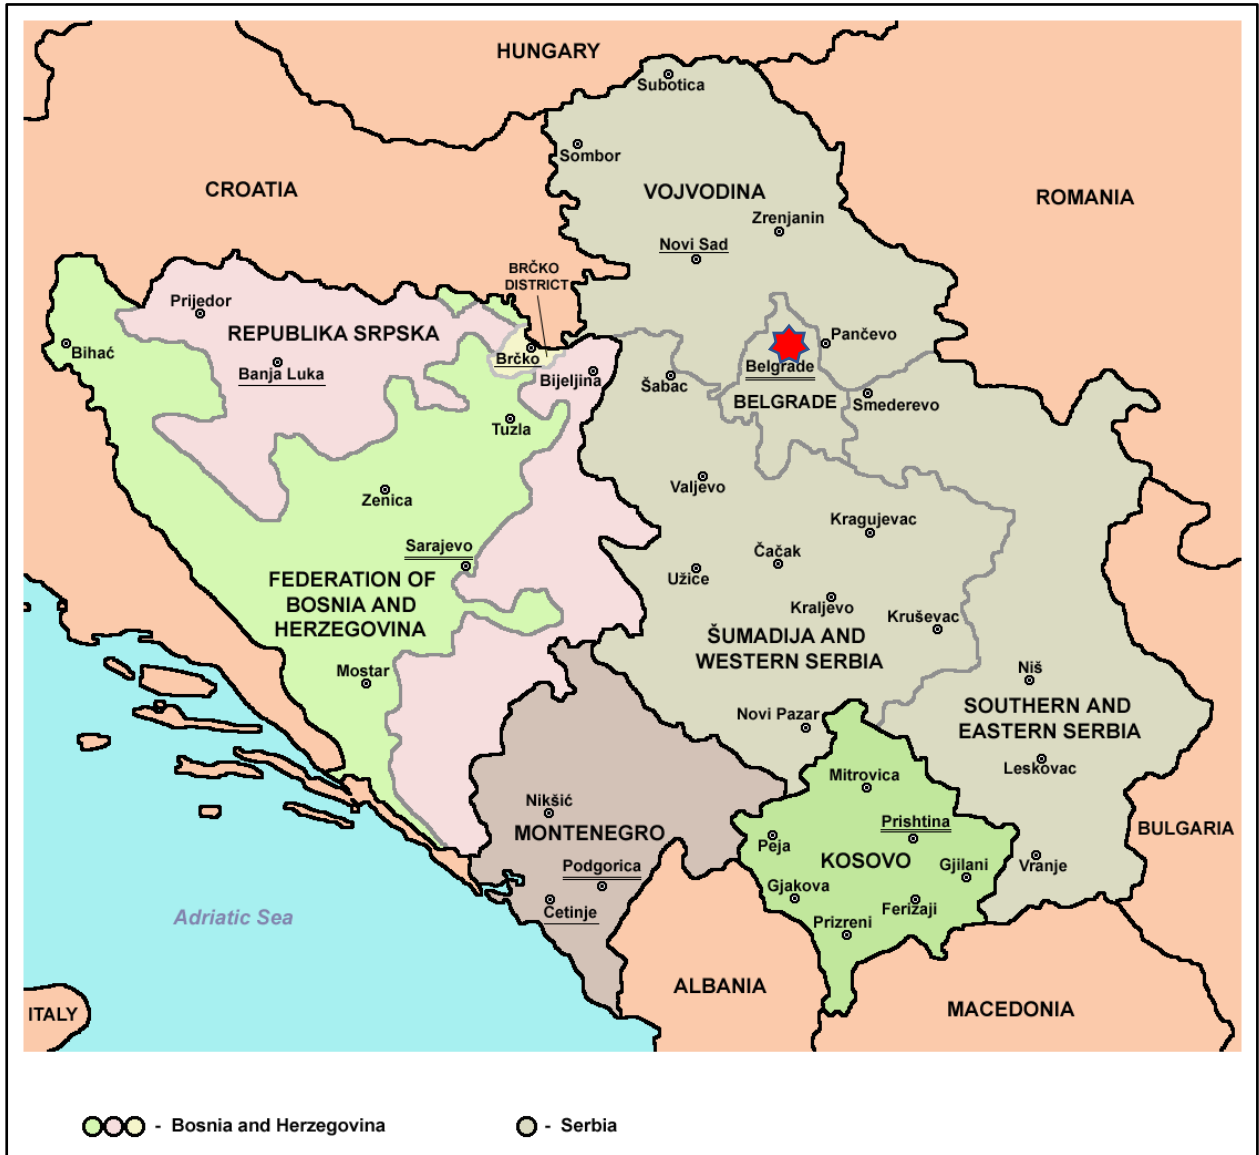 HUNGARY
Subotica
Sombor
CROATIA
VOJVODINA
ROMANIA
Zrenjanin
Novi Sad
BRČKO
DISTRICT
Prijedor
REPUBLIKA SRPSKA
Pančevo
Bihać
Brčko
Belgrade
Banja Luka
Bijeljina
Šabac
BELGRADE
Smederevo
Tuzla
Valjevo
Zenica
Kragujevac
Sarajevo
Čačak
Užice
FEDERATION OF
BOSNIA AND
HERZEGOVINA
Kraljevo
Kruševac
ŠUMADIJA AND
WESTERN SERBIA
Mostar
Niš
Novi Pazar
SOUTHERN AND
EASTERN SERBIA
Leskovac
Mitrovica
Nikšić
MONTENEGRO
Prishtina
BULGARIA
Peja
KOSOVO
Gjilani
Vranje
Podgorica
Gjakova
Cetinje
Ferizaji
Prizreni
Adriatic Sea
ALBANIA
MACEDONIA
ITALY
- Bosnia and Herzegovina
- Serbia